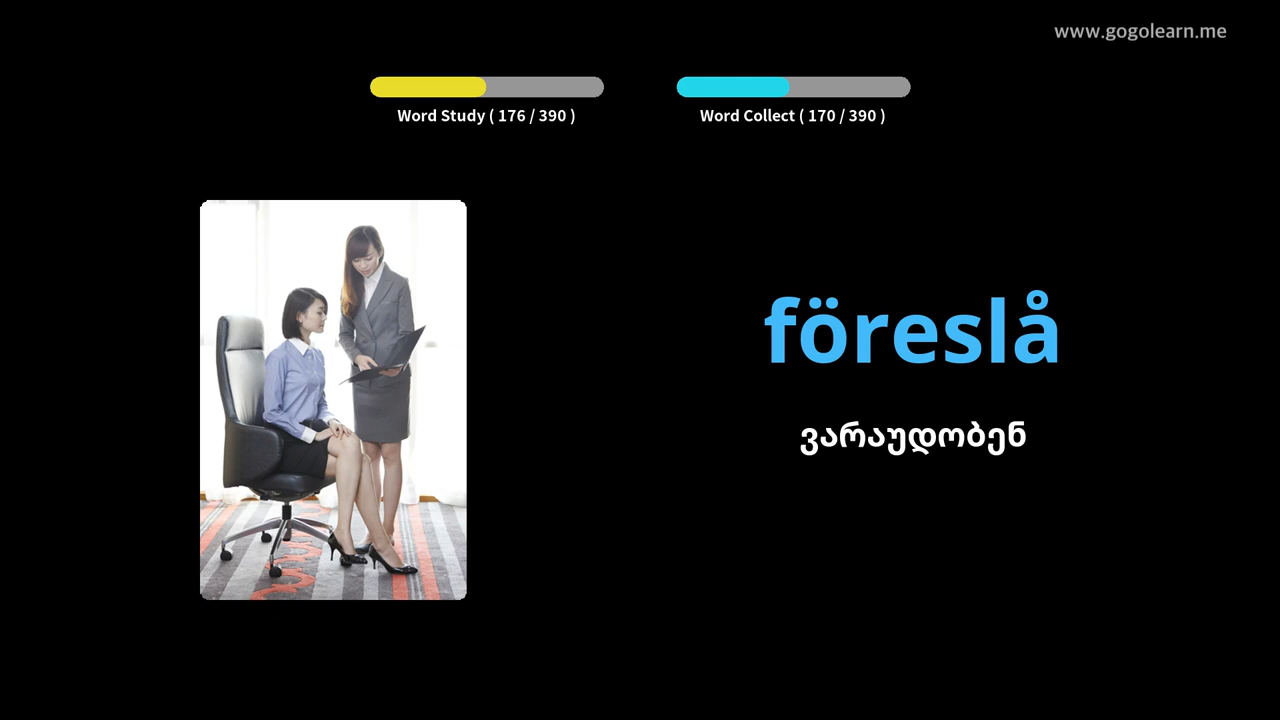 www.gogolearn.me
Word Study ( 176 / 390 )
Word Collect ( 170 / 390 )
föreslå
ვარაუდობენ